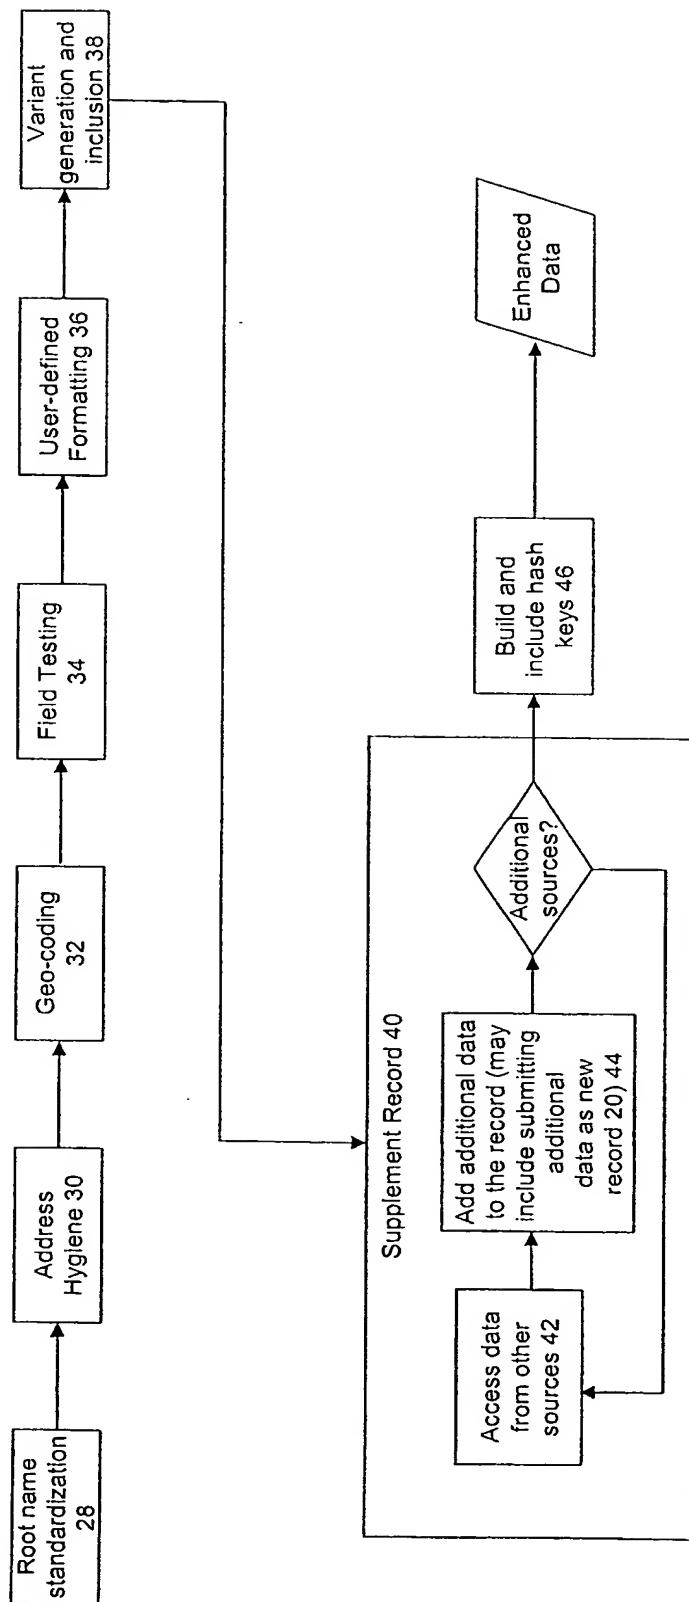 Root name
standardization
28
Address
Hygiene 30
Geo-coding
32
Field Testing
34
User-defined
Formatting 36
Variant
generation and
inclusion 38
Supplement Record 40
Access data
from other
sources 42
Add additional data
to the record (may
include submitting
additional
data as new
record 20) 44
Additional
sources?
Build and
include hash
keys 46
Enhanced
Data